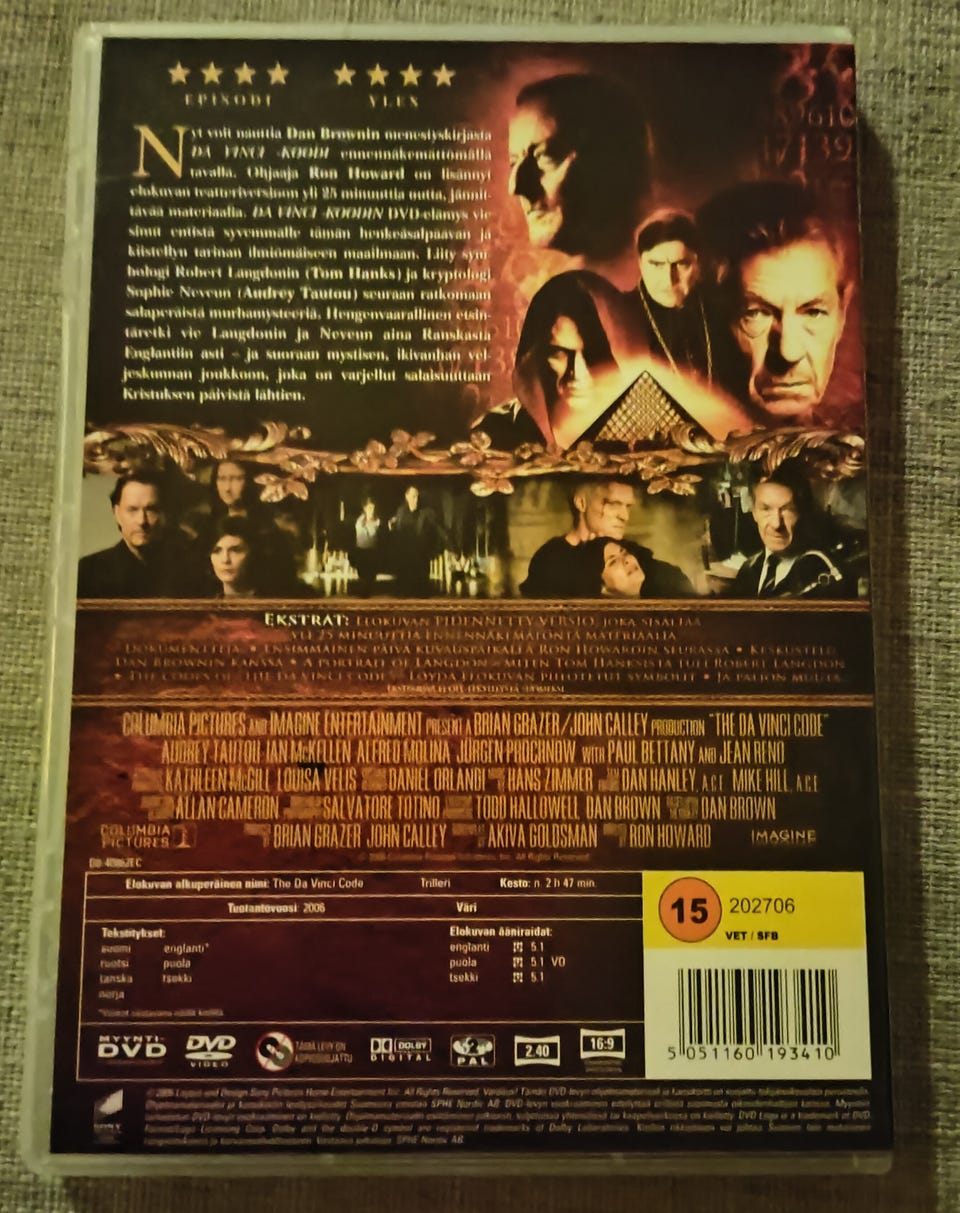 EPISODI YLEX
Nyt voit nauttia Dan Brownin menestyskirjasta
DA VINCI -KOODI ennennäkemättömällä
tavalla. Ohjaaja Ron Howard on lisännyt
elokuvan teatteriversioon yli 25 minuuttia uutta, jännit-
tävää materiaalia. DA VINCI -KOODIN DVD-elämys vie
sinut entistä syvemmälle tämän henkeäsalpaavan ja
kiistellyn tarinan ilmiömäiseen maailmaan. Liity sym-
bologi Robert Langdonin (Tom Hanks) ja kryptologi
Sophie Neveun (Audrey Tautou) seuraan ratkomaan
salaperäistä murhamysteeriä. Hengenvaarallinen etsin-
täretki vie Langdonin ja Neveun aina Ranskasta
Englantiin asti – ja suoraan mystisen, ikivanhan vel-
jeskunnan joukkoon, joka on varjellut salaisuuttaan
Kristuksen päivistä lähtien.
EKSTRAT: ELOKUVAN PIDENNETTY VERSIO, JOKA SISÄLTÄÄ
YLI 25 MINUUTTIA ENNENNÄKEMÄTÖNTÄ MATERIAALIA
DOKUMENTTEJA • ENSIMMÄINEN PÄIVÄ KUVAUSPAIKALLA RON HOWARDIN SEURASSA • KESKUSTELU
DAN BROWNIN KANSSA • A PORTRAIT OF LANGDON – MITEN TOM HANKSISTA TULI ROBERT LANGDON
• THE CODES OF THE DA VINCI CODE • LÖYDÄ ELOKUVAN PIILOTETUT SYMBOLIT • JA PALJON MUUTA
COLUMBIA PICTURES AND IMAGINE ENTERTAINMENT PRESENT A BRIAN GRAZER/JOHN CALLEY PRODUCTION "THE DA VINCI CODE"
AUDREY TAUTOU IAN McKELLEN ALFRED MOLINA JÜRGEN PROCHNOW WITH PAUL BETTANY AND JEAN RENO
KATHLEEN McGILL LOUISA VELIS DANIEL ORLANDI HANS ZIMMER DAN HANLEY, A.C.E. MIKE HILL, A.C.E.
ALLAN CAMERON SALVATORE TOTINO TODD HALLOWELL DAN BROWN DAN BROWN
COLUMBIA PICTURES BRIAN GRAZER JOHN CALLEY AKIVA GOLDSMAN RON HOWARD IMAGINE
All Rights Reserved.
Elokuvan alkuperäinen nimi: The Da Vinci Code Trilleri Kesto: n. 2 h 47 min.
Tuotantovuosi: 2006 Väri
Tekstitykset: Elokuvan ääniraidat:
suomi englanti* englanti 5.1
ruotsi puola puola 5.1 VO
tanska tsekki tsekki 5.1
norja
15 202706
VET / SFB
MYYNTI-DVD DVD VIDEO TÄMÄ LEVY ON KOPIOSUOJATTU DOLBY DIGITAL 2 PAL 2.40 16:9
5 051160 193410
SONY